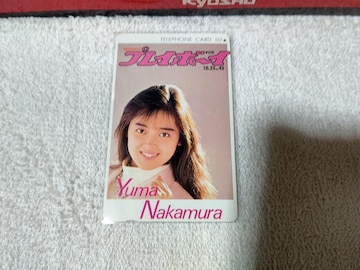 KYOSHO
TELEPHONE CARD 50
プレイボーイ
Yuma
Nakamura